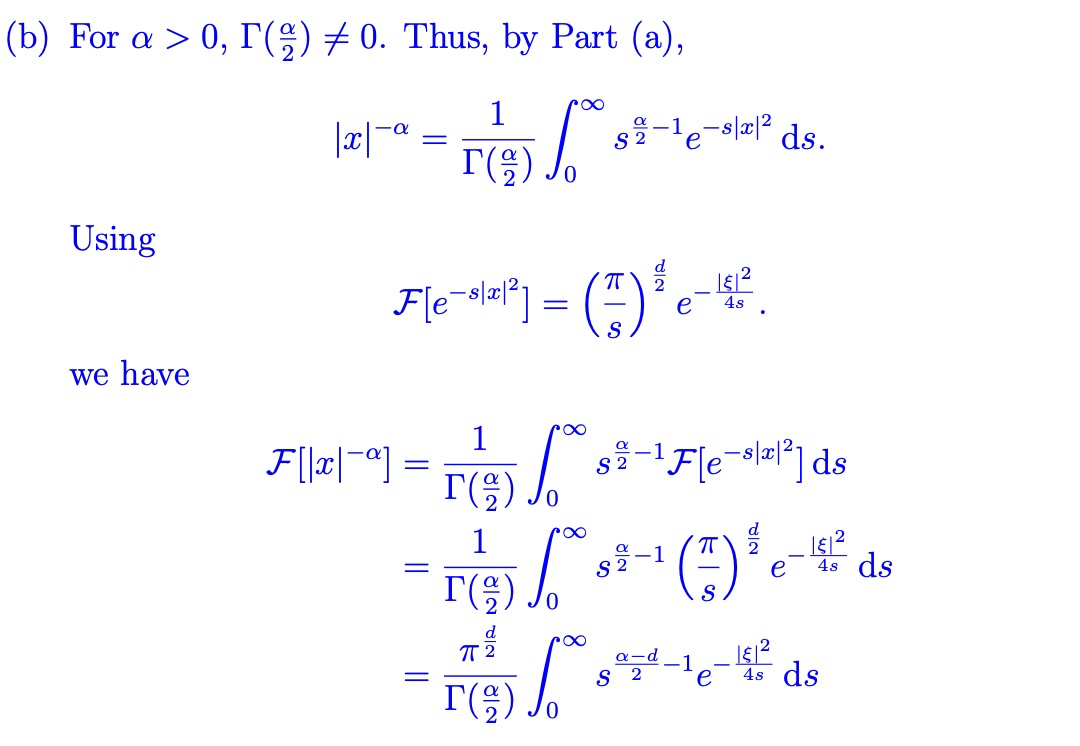 (b) For $\alpha > 0$, $\Gamma(\frac{\alpha}{2}) \neq 0$. Thus, by Part (a),
$$|x|^{-\alpha} = \frac{1}{\Gamma(\frac{\alpha}{2})} \int_0^\infty s^{\frac{\alpha}{2}-1} e^{-s|x|^2} \, \mathrm{d}s.$$
Using
$$\mathcal{F}[e^{-s|x|^2}] = \left(\frac{\pi}{s}\right)^{\frac{d}{2}} e^{-\frac{|\xi|^2}{4s}}.$$
we have
$$\mathcal{F}[|x|^{-\alpha}] = \frac{1}{\Gamma(\frac{\alpha}{2})} \int_0^\infty s^{\frac{\alpha}{2}-1} \mathcal{F}[e^{-s|x|^2}] \, \mathrm{d}s$$
$$= \frac{1}{\Gamma(\frac{\alpha}{2})} \int_0^\infty s^{\frac{\alpha}{2}-1} \left(\frac{\pi}{s}\right)^{\frac{d}{2}} e^{-\frac{|\xi|^2}{4s}} \, \mathrm{d}s$$
$$= \frac{\pi^{\frac{d}{2}}}{\Gamma(\frac{\alpha}{2})} \int_0^\infty s^{\frac{\alpha-d}{2}-1} e^{-\frac{|\xi|^2}{4s}} \, \mathrm{d}s$$